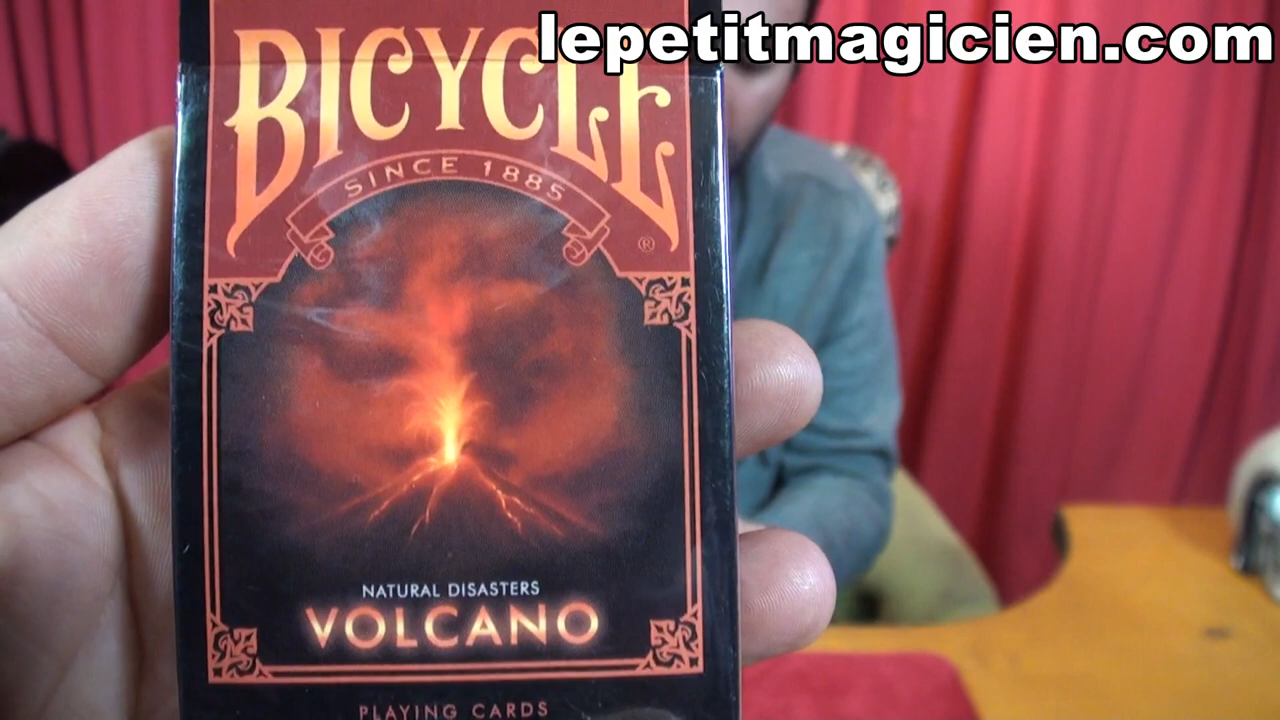 lepetitmagicien.com
BICYCLE
SINCE 1885
®
NATURAL DISASTERS
VOLCANO
PLAYING CARDS